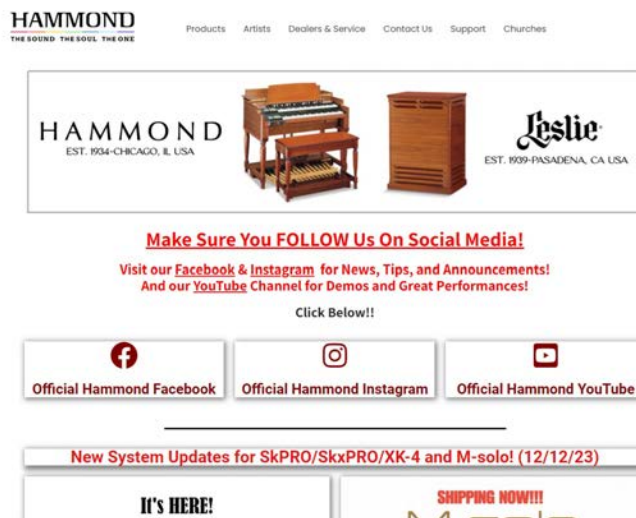 HAMMOND
THE SOUND THE SOUL THE ONE
Products Artists Dealers & Service Contact Us Support Churches
HAMMOND
EST. 1934-CHICAGO, IL USA
Leslie
EST. 1939-PASADENA, CA USA
Make Sure You FOLLOW Us On Social Media!
Visit our Facebook & Instagram for News, Tips, and Announcements!
And our YouTube Channel for Demos and Great Performances!
Click Below!!
Official Hammond Facebook
Official Hammond Instagram
Official Hammond YouTube
New System Updates for SkPRO/SkxPRO/XK-4 and M-solo! (12/12/23)
It's HERE!
SHIPPING NOW!!!